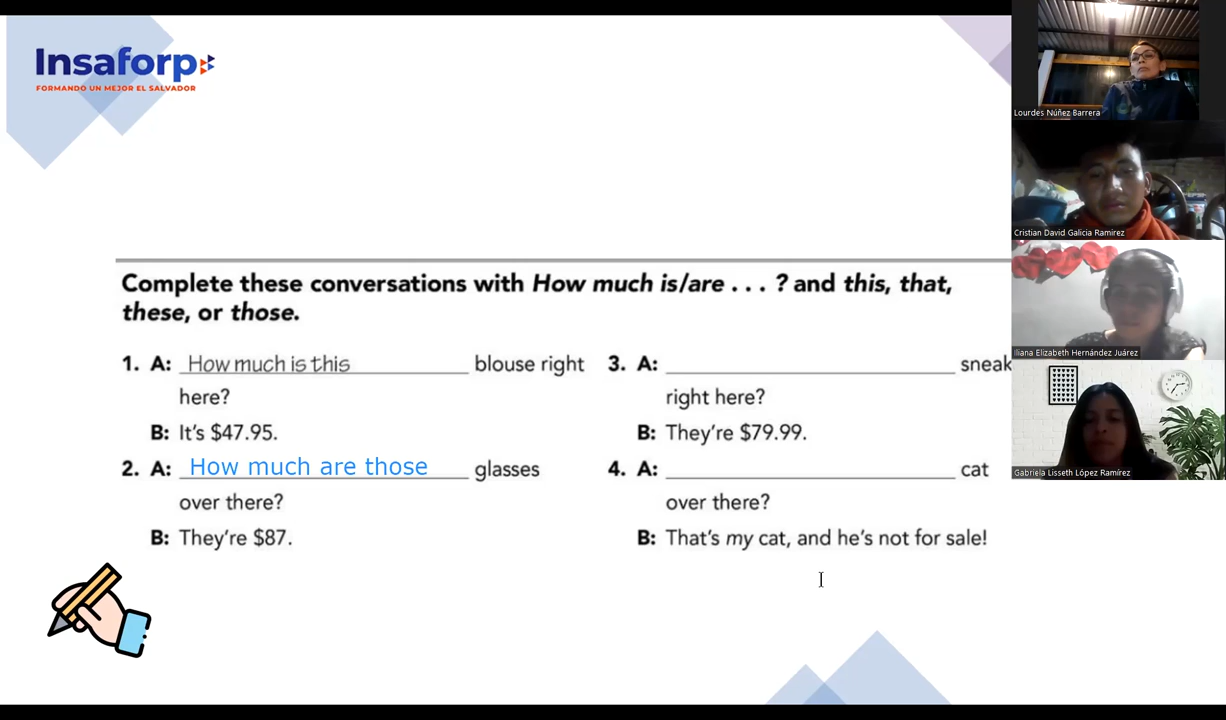 Insaforp
FORMANDO UN MEJOR EL SALVADOR
Complete these conversations with How much is/are . . . ? and this, that,
these, or those.
1. A: How much is this blouse right
here?
B: It's $47.95.
2. A: How much are those glasses
over there?
B: They're $87.
3. A: sneak
right here?
B: They're $79.99.
4. A: cat
over there?
B: That's my cat, and he's not for sale!
Lourdes Núñez Barrera
Cristian David Galicia Ramirez
Iliana Elizabeth Hernández Juárez
Gabriela Lisseth López Ramírez